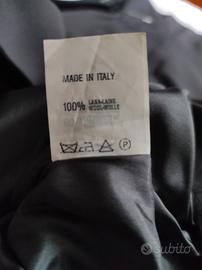 MADE IN ITALY
100% LANA-LAINE
WOOL-WOLLE
P
subito